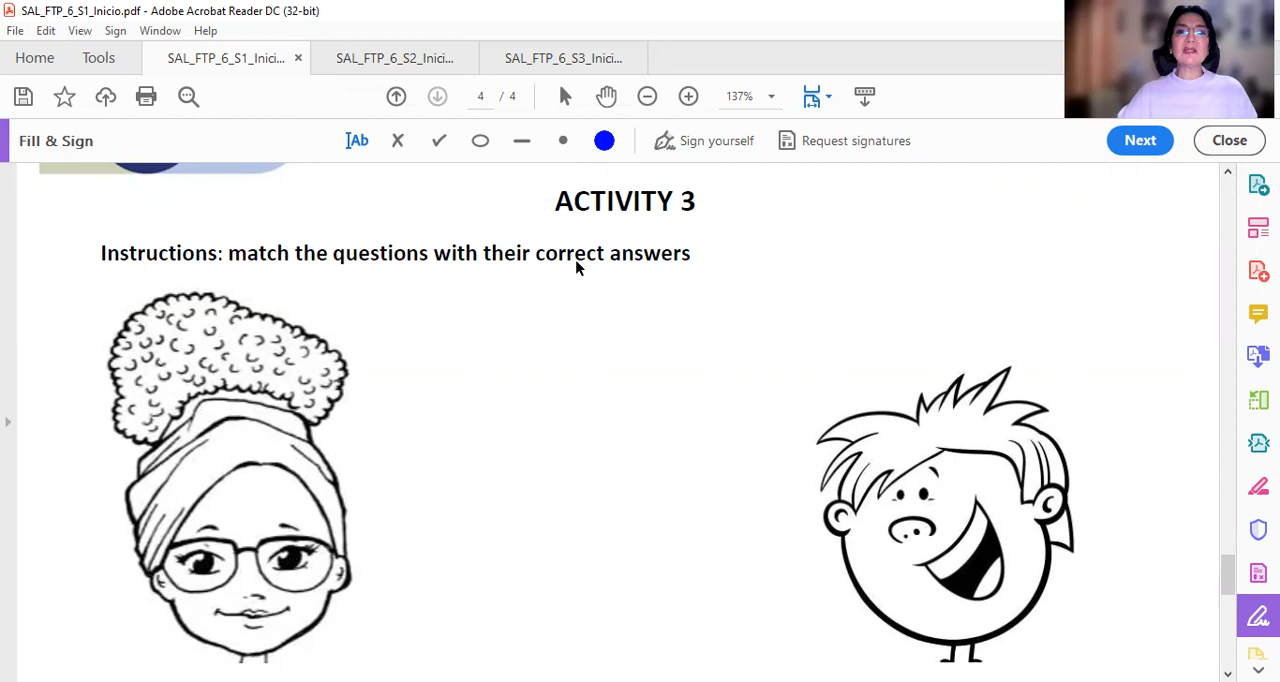 SAL_FTP_6_S1_Inicio.pdf - Adobe Acrobat Reader DC (32-bit)
File Edit View Sign Window Help
Home Tools SAL_FTP_6_S1_Inici... × SAL_FTP_6_S2_Inici... SAL_FTP_6_S3_Inici...
4 / 4 137%
Fill & Sign Ab Sign yourself Request signatures Next Close
ACTIVITY 3
Instructions: match the questions with their correct answers